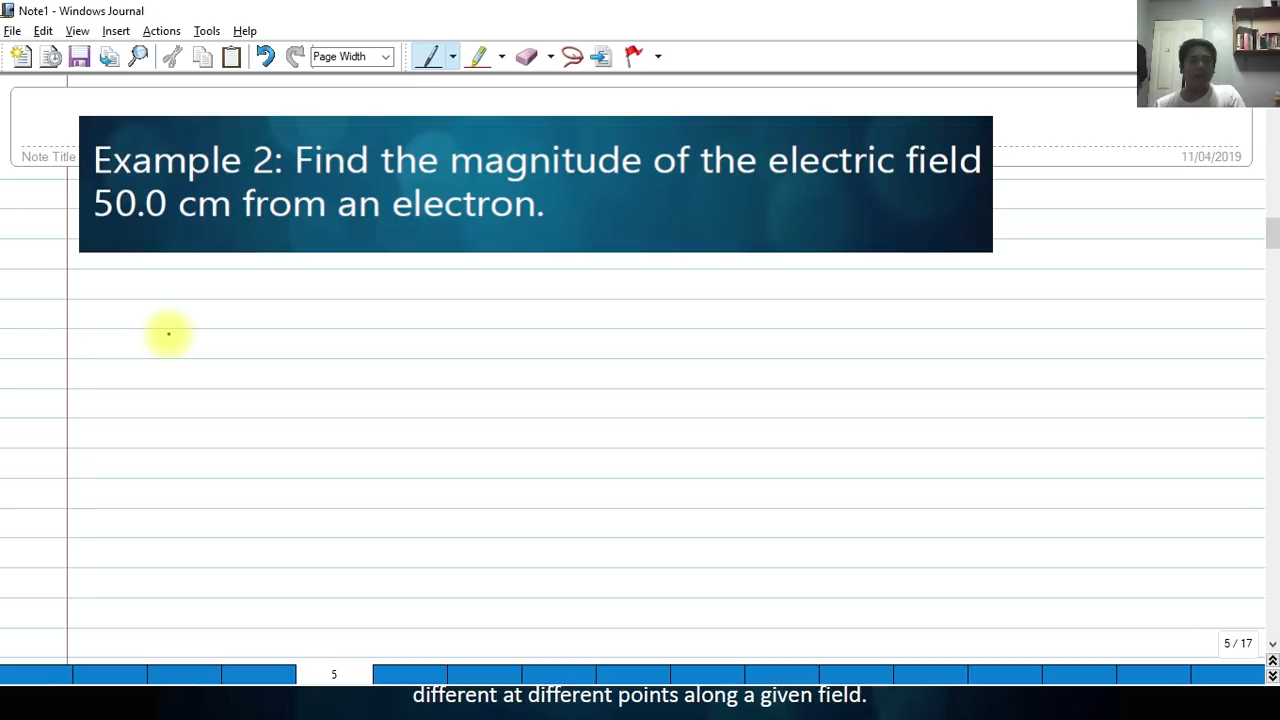 Note1 - Windows Journal
File Edit View Insert Actions Tools Help
Page Width
Example 2: Find the magnitude of the electric field
50.0 cm from an electron.
Note Title
11/04/2019
5 / 17
5
different at different points along a given field.